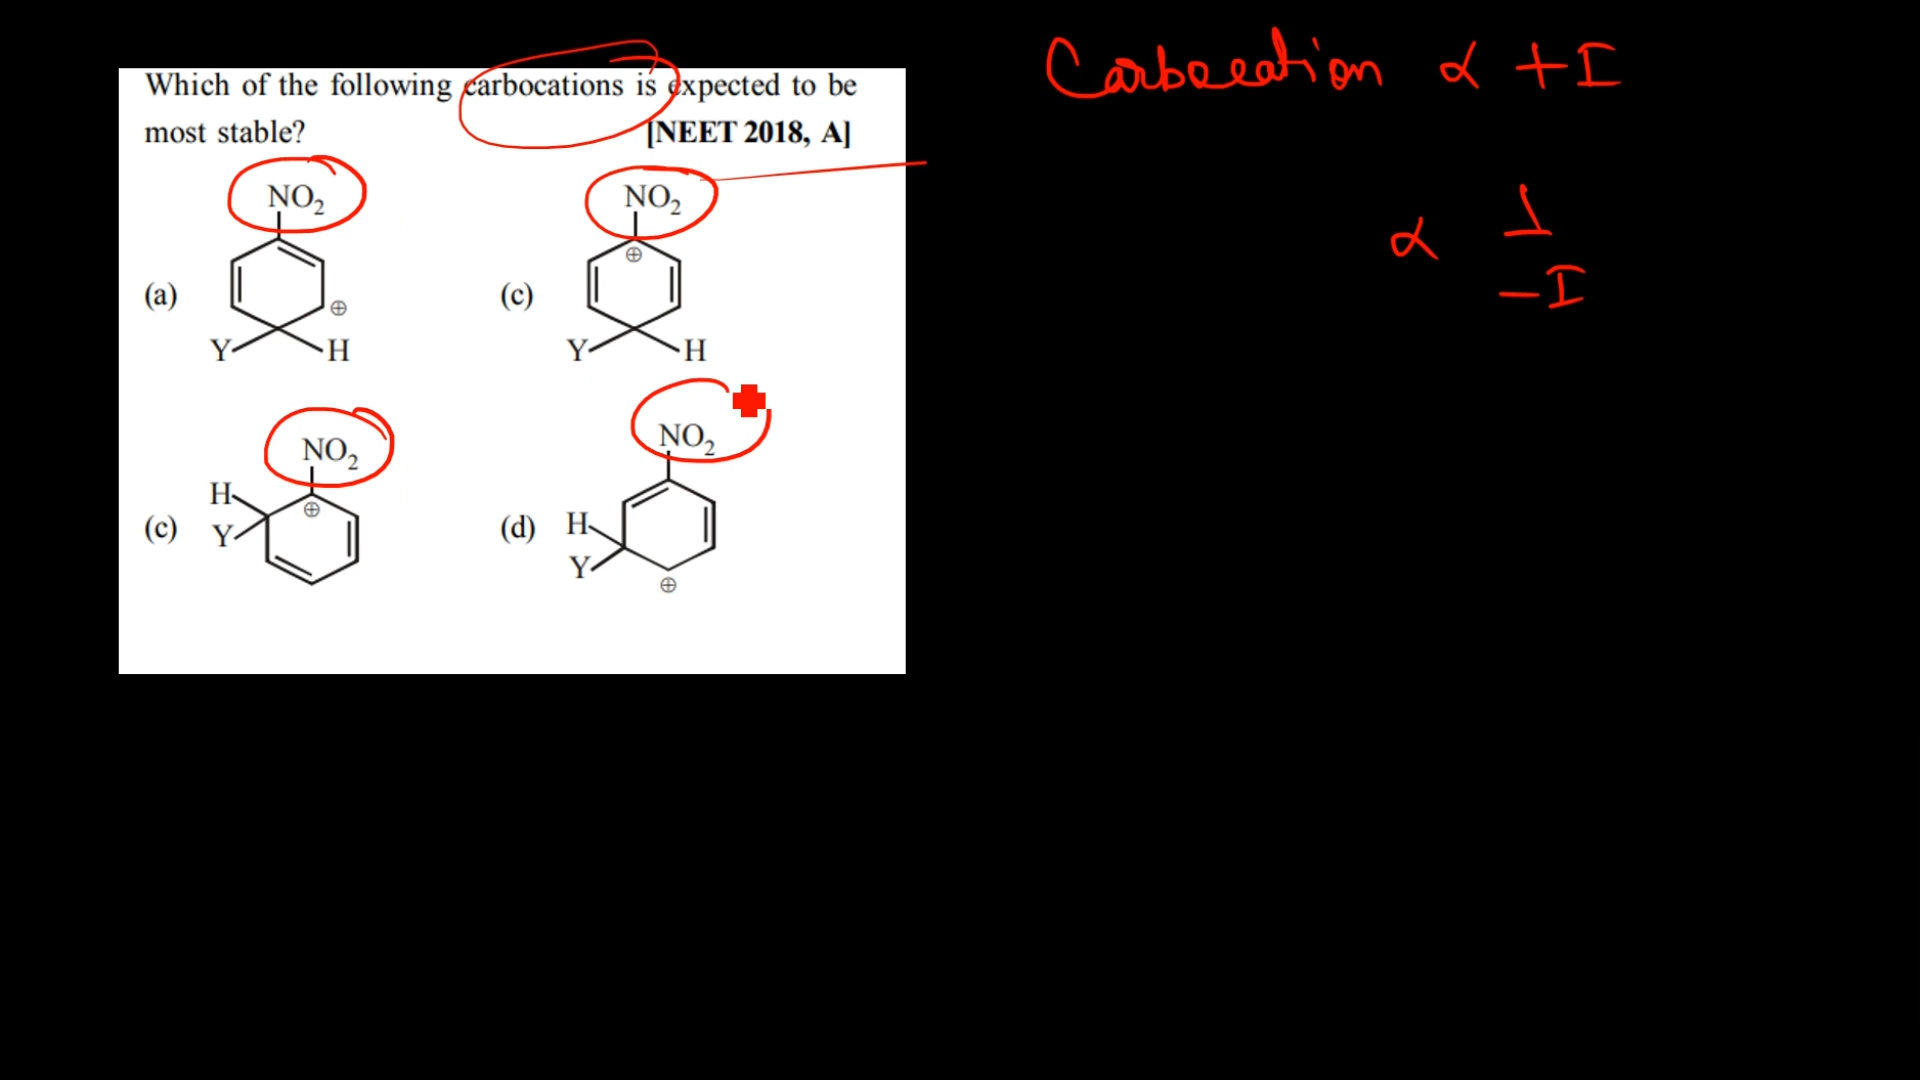 Which of the following carbocations is expected to be
most stable? [NEET 2018, A]
NO2
(a)
⊕
Y H
NO2
⊕
(c)
Y H
NO2
H
⊕
(c) Y
NO2
(d) H
Y
⊕
Carbocation α +I
α 1
-I